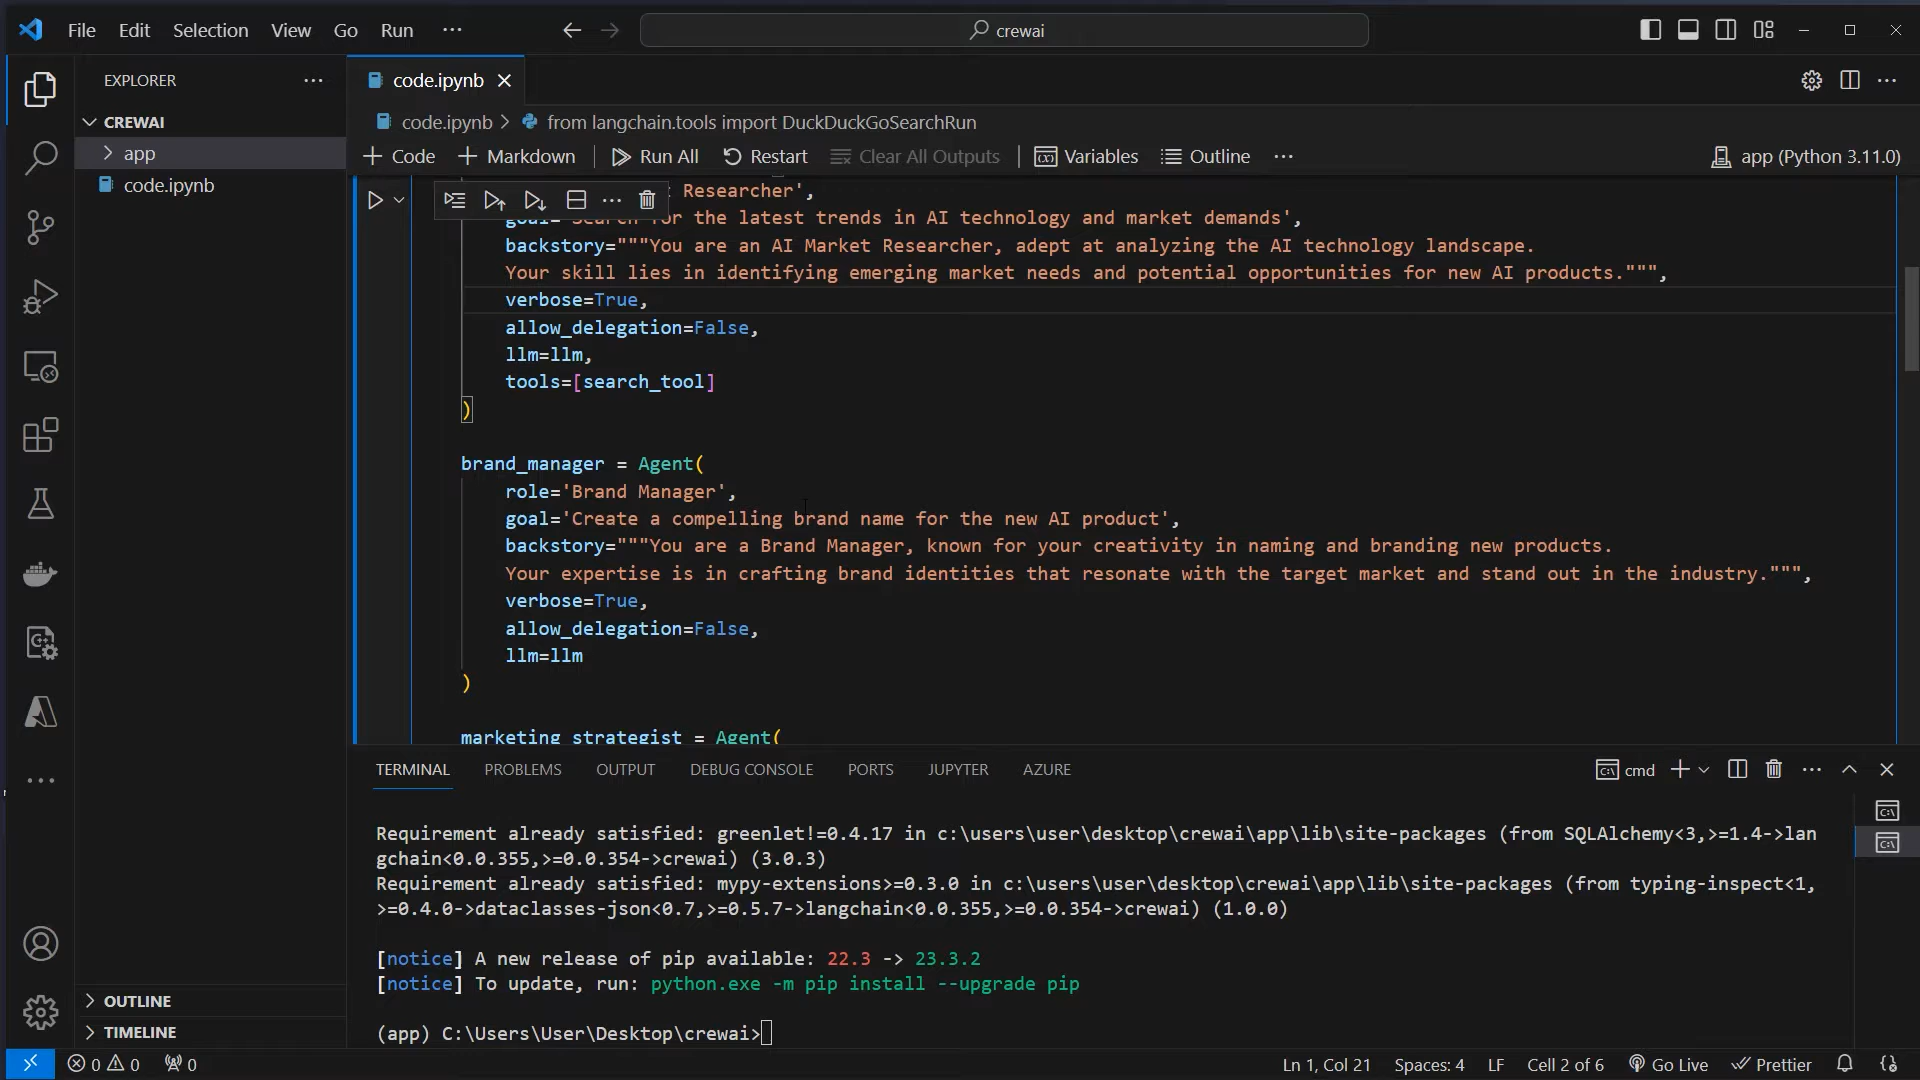 File Edit Selection View Go Run ··· crewai
EXPLORER ···
CREWAI
app
code.ipynb
OUTLINE
TIMELINE
code.ipynb
code.ipynb > from langchain.tools import DuckDuckGoSearchRun
+ Code + Markdown Run All Restart Clear All Outputs Variables Outline ··· app (Python 3.11.0)
Researcher',
for the latest trends in AI technology and market demands',
backstory="""You are an AI Market Researcher, adept at analyzing the AI technology landscape.
Your skill lies in identifying emerging market needs and potential opportunities for new AI products.""",
verbose=True,
allow_delegation=False,
llm=llm,
tools=[search_tool]
)
brand_manager = Agent(
role='Brand Manager',
goal='Create a compelling brand name for the new AI product',
backstory="""You are a Brand Manager, known for your creativity in naming and branding new products.
Your expertise is in crafting brand identities that resonate with the target market and stand out in the industry.""",
verbose=True,
allow_delegation=False,
llm=llm
)
marketing_strategist = Agent(
TERMINAL PROBLEMS OUTPUT DEBUG CONSOLE PORTS JUPYTER AZURE cmd
Requirement already satisfied: greenlet!=0.4.17 in c:\users\user\desktop\crewai\app\lib\site-packages (from SQLAlchemy<3,>=1.4->lan
gchain<0.0.355,>=0.0.354->crewai) (3.0.3)
Requirement already satisfied: mypy-extensions>=0.3.0 in c:\users\user\desktop\crewai\app\lib\site-packages (from typing-inspect<1,
>=0.4.0->dataclasses-json<0.7,>=0.5.7->langchain<0.0.355,>=0.0.354->crewai) (1.0.0)
[notice] A new release of pip available: 22.3 -> 23.3.2
[notice] To update, run: python.exe -m pip install --upgrade pip
(app) C:\Users\User\Desktop\crewai>
0 0 0 Ln 1, Col 21 Spaces: 4 LF Cell 2 of 6 Go Live Prettier